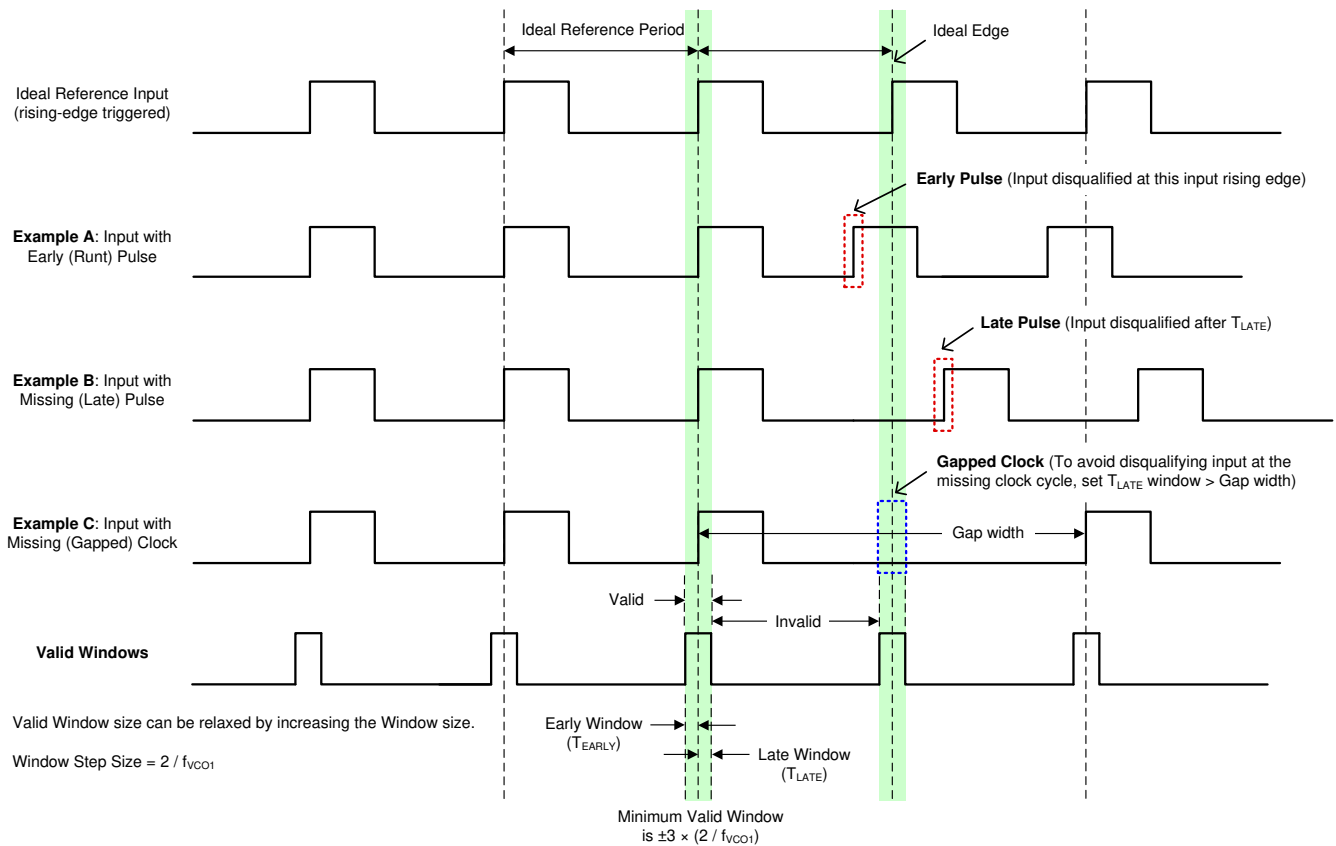 Ideal Reference Period
Ideal Edge
Ideal Reference Input
(rising-edge triggered)
Early Pulse (Input disqualified at this input rising edge)
Example A: Input with
Early (Runt) Pulse
Late Pulse (Input disqualified after TLATE)
Example B: Input with
Missing (Late) Pulse
Gapped Clock (To avoid disqualifying input at the
missing clock cycle, set TLATE window > Gap width)
Example C: Input with
Missing (Gapped) Clock
Gap width
Valid
Invalid
Valid Windows
Valid Window size can be relaxed by increasing the Window size.
Early Window
(TEARLY)
Window Step Size = 2 / fVCO1
Late Window
(TLATE)
Minimum Valid Window
is ±3 × (2 / fVCO1)